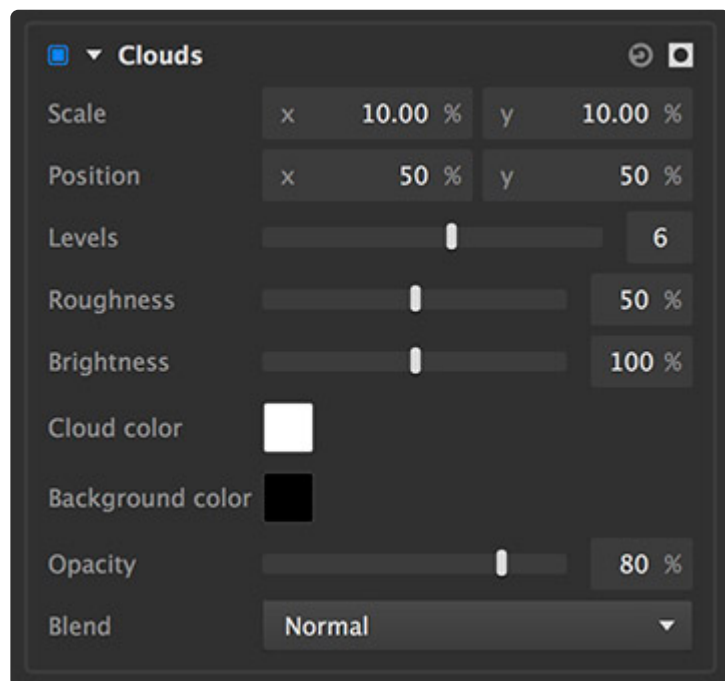 Clouds
Scale x 10.00 % y 10.00 %
Position x 50 % y 50 %
Levels 6
Roughness 50 %
Brightness 100 %
Cloud color
Background color
Opacity 80 %
Blend Normal